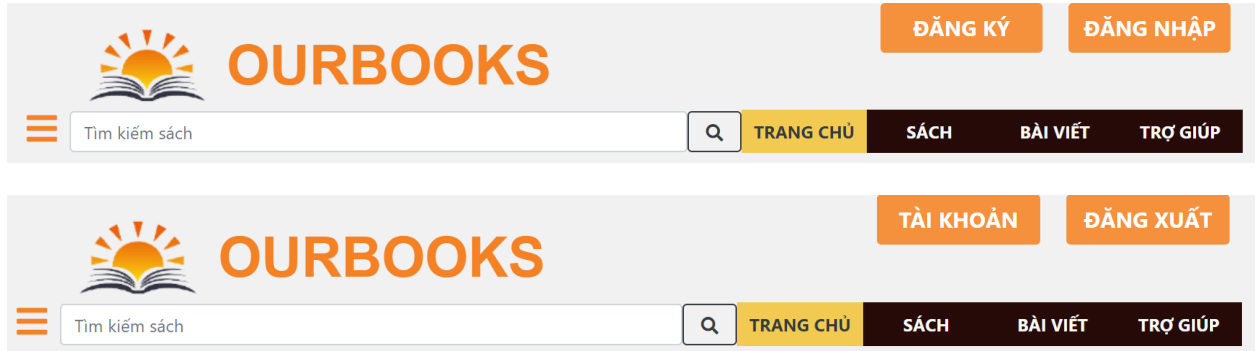 ĐĂNG KÝ ĐĂNG NHẬP
OURBOOKS
Tìm kiếm sách TRANG CHỦ SÁCH BÀI VIẾT TRỢ GIÚP
TÀI KHOẢN ĐĂNG XUẤT
OURBOOKS
Tìm kiếm sách TRANG CHỦ SÁCH BÀI VIẾT TRỢ GIÚP